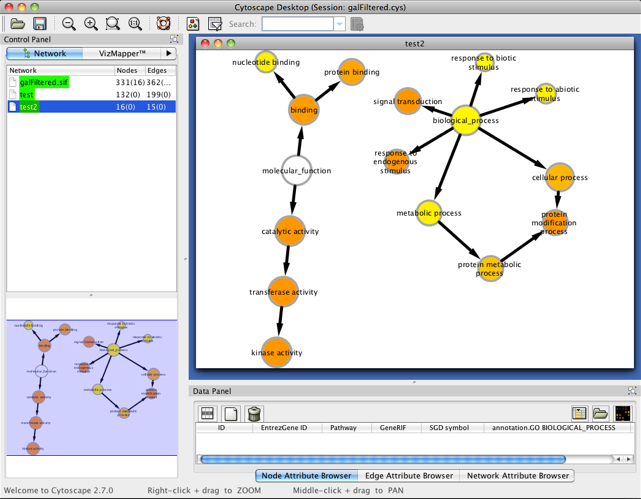 Cytoscape Desktop (Session: galFiltered.cys)
Search:
Control Panel
Network
VizMapper™
Network Nodes Edges
galFiltered.sif 331(16) 362(...
test 132(0) 199(0)
test2 16(0) 15(0)
test2
nucleotide binding
protein binding
binding
molecular_function
catalytic activity
transferase activity
kinase activity
response to biotic
stimulus
response to abiotic
stimulus
signal transduction
biological_process
response to
endogenous
stimulus
cellular process
metabolic process
protein
modification
process
protein metabolic
process
Data Panel
ID EntrezGene ID Pathway GeneRIF SGD symbol annotation.GO BIOLOGICAL_PROCESS
Node Attribute Browser Edge Attribute Browser Network Attribute Browser
Welcome to Cytoscape 2.7.0 Right-click + drag to ZOOM Middle-click + drag to PAN